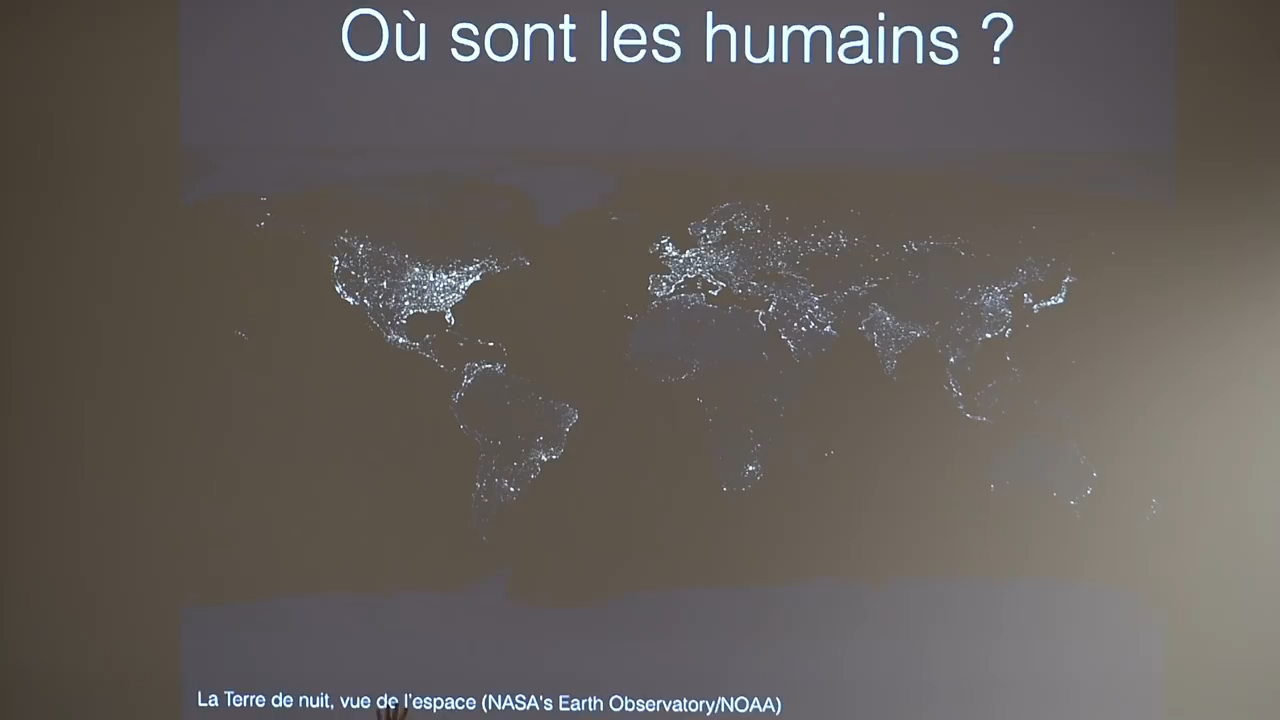 Où sont les humains ?
La Terre de nuit, vue de l'espace (NASA's Earth Observatory/NOAA)